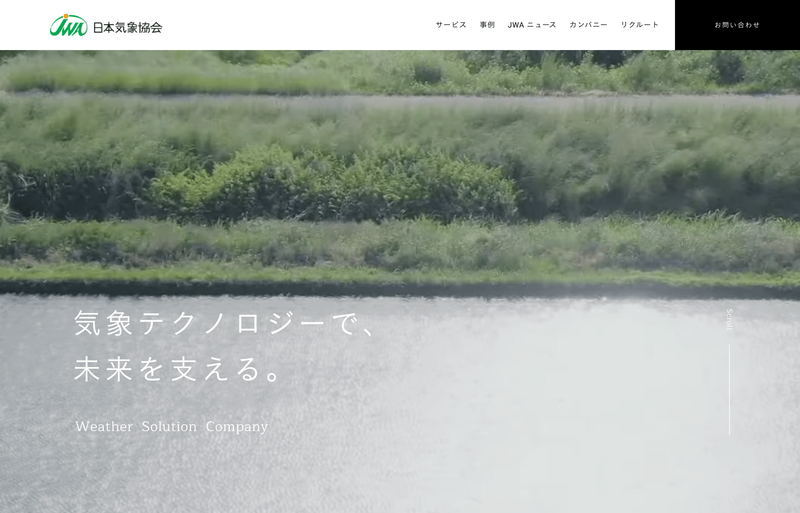 JWA 日本気象協会
サービス 事例 JWA ニュース カンパニー リクルート お問い合わせ
気象テクノロジーで、
未来を支える。
Weather Solution Company
Scroll